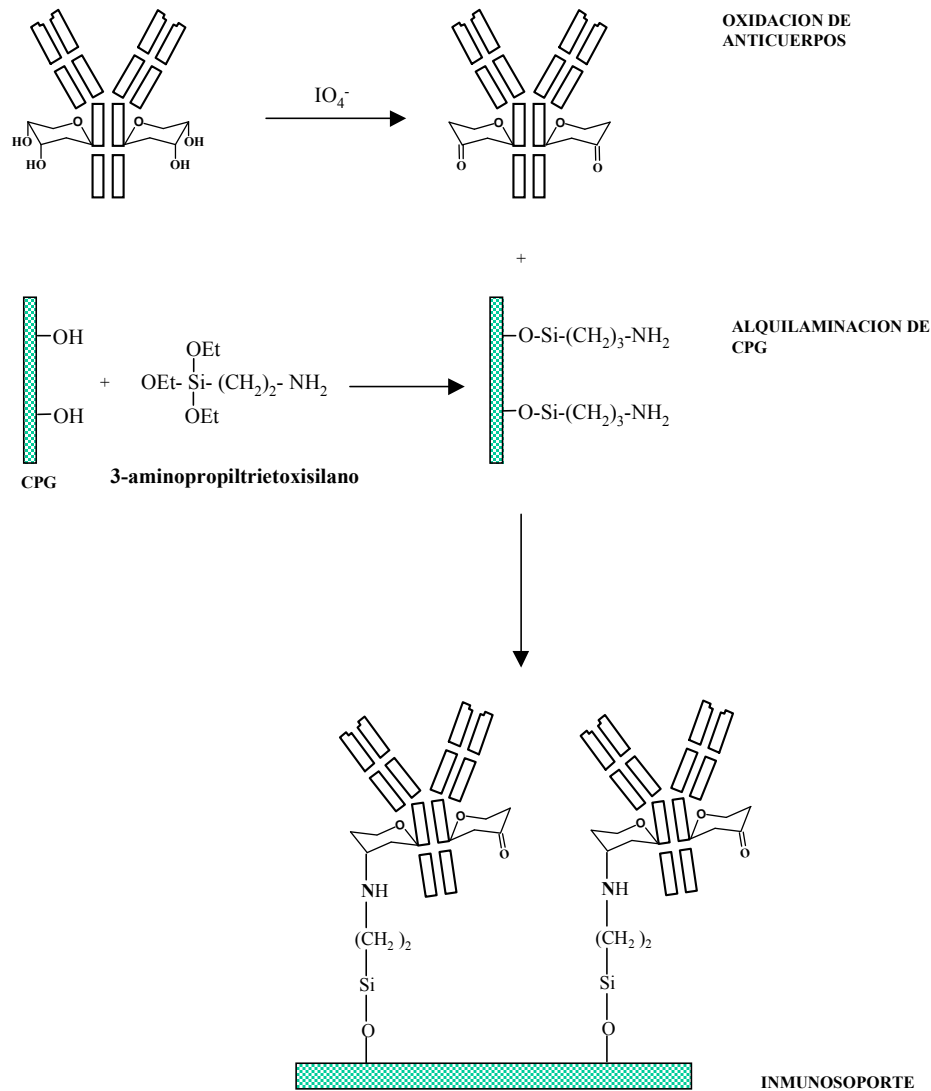 OXIDACION DE
ANTICUERPOS
IO₄⁻
O
O
OH
OH
HO
HO
O
O
O
O
+
OH
OH
+
OEt
OEt- Si- (CH₂)₂- NH₂
OEt
O-Si-(CH₂)₃-NH₂
O-Si-(CH₂)₃-NH₂
ALQUILAMINACION DE
CPG
CPG
3-aminopropiltrietoxisilano
O
O
O
NH
(CH₂)₂
Si
O
O
O
O
NH
(CH₂)₂
Si
O
INMUNOSOPORTE